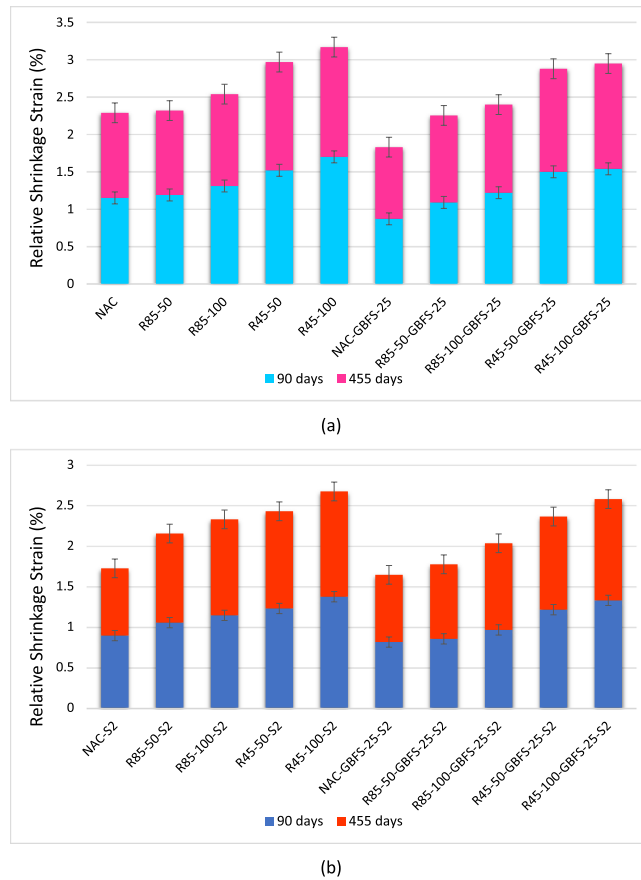 Relative Shrinkage Strain (%)
3.5
3
2.5
2
1.5
1
0.5
0
NAC
R85-50
R85-100
R45-50
R45-100
NAC-GBFS-25
R85-50-GBFS-25
R85-100-GBFS-25
R45-50-GBFS-25
R45-100-GBFS-25
90 days 455 days
(a)
Relative Shrinkage Strain (%)
3
2.5
2
1.5
1
0.5
0
NAC-S2
R85-50-S2
R85-100-S2
R45-50-S2
R45-100-S2
NAC-GBFS-25-S2
R85-50-GBFS-25-S2
R85-100-GBFS-25-S2
R45-50-GBFS-25-S2
R45-100-GBFS-25-S2
90 days 455 days
(b)